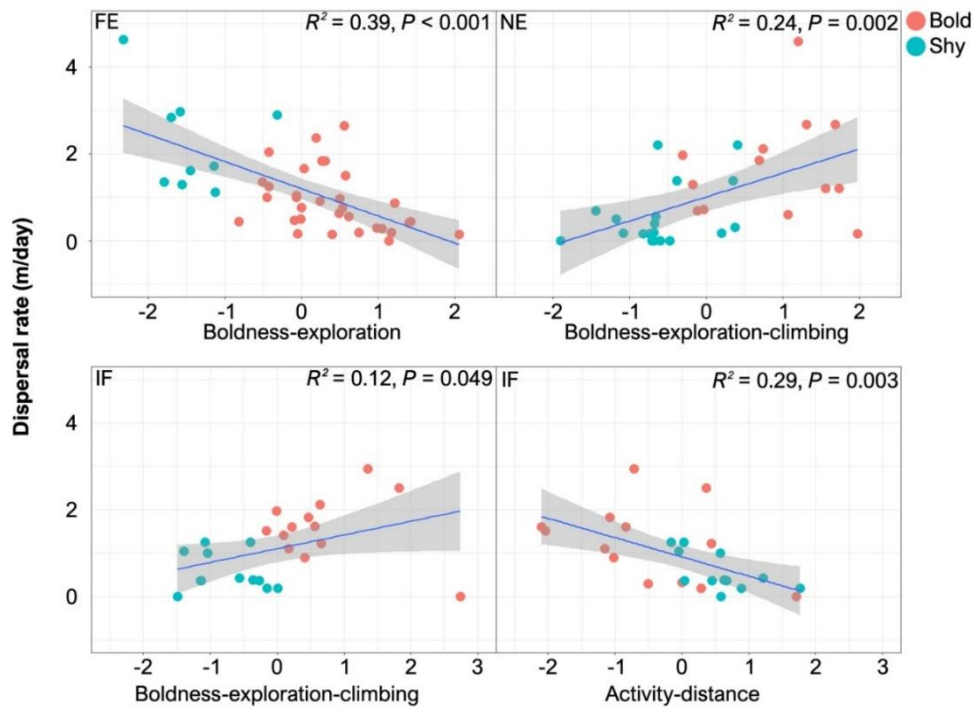 FE
R² = 0.39, P < 0.001
NE
R² = 0.24, P = 0.002
Bold
Shy
4
2
0
-2 -1 0 1 2
-2 -1 0 1 2
Boldness-exploration
Boldness-exploration-climbing
Dispersal rate (m/day)
IF
R² = 0.12, P = 0.049
IF
R² = 0.29, P = 0.003
4
2
0
-2 -1 0 1 2 3
-2 -1 0 1 2 3
Boldness-exploration-climbing
Activity-distance